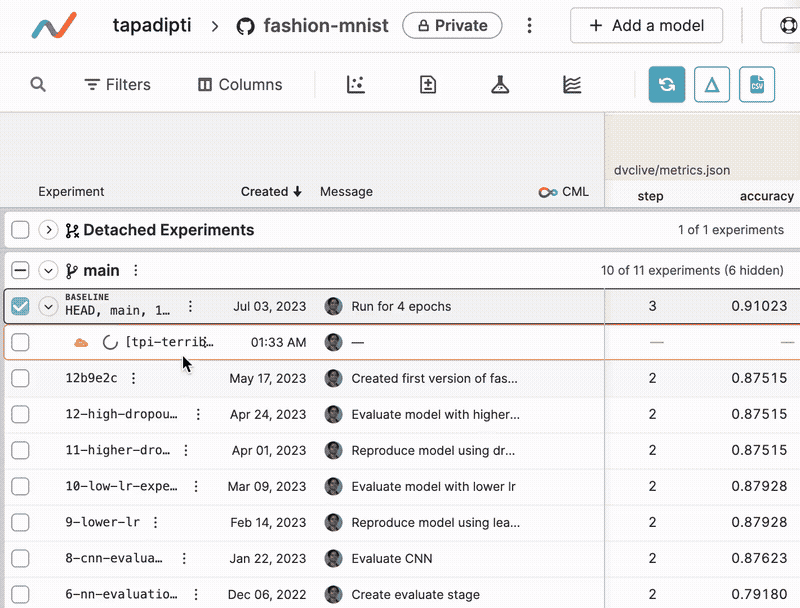 tapadipti > fashion-mnist Private + Add a model
Filters Columns CSV
dvclive/metrics.json
Experiment Created ↓ Message CML step accuracy
Detached Experiments 1 of 1 experiments
main 10 of 11 experiments (6 hidden)
BASELINE
HEAD, main, 1… Jul 03, 2023 Run for 4 epochs 3 0.91023
[tpi-terrib… 01:33 AM — — —
12b9e2c May 17, 2023 Created first version of fas... 2 0.87515
12-high-dropou… Apr 24, 2023 Evaluate model with higher... 2 0.87515
11-higher-dro… Apr 01, 2023 Reproduce model using dr... 2 0.87515
10-low-lr-expe… Mar 09, 2023 Evaluate model with lower lr 2 0.87928
9-lower-lr Feb 14, 2023 Reproduce model using lea... 2 0.87928
8-cnn-evalua… Jan 22, 2023 Evaluate CNN 2 0.87623
6-nn-evaluatio… Dec 06, 2022 Create evaluate stage 2 0.79180